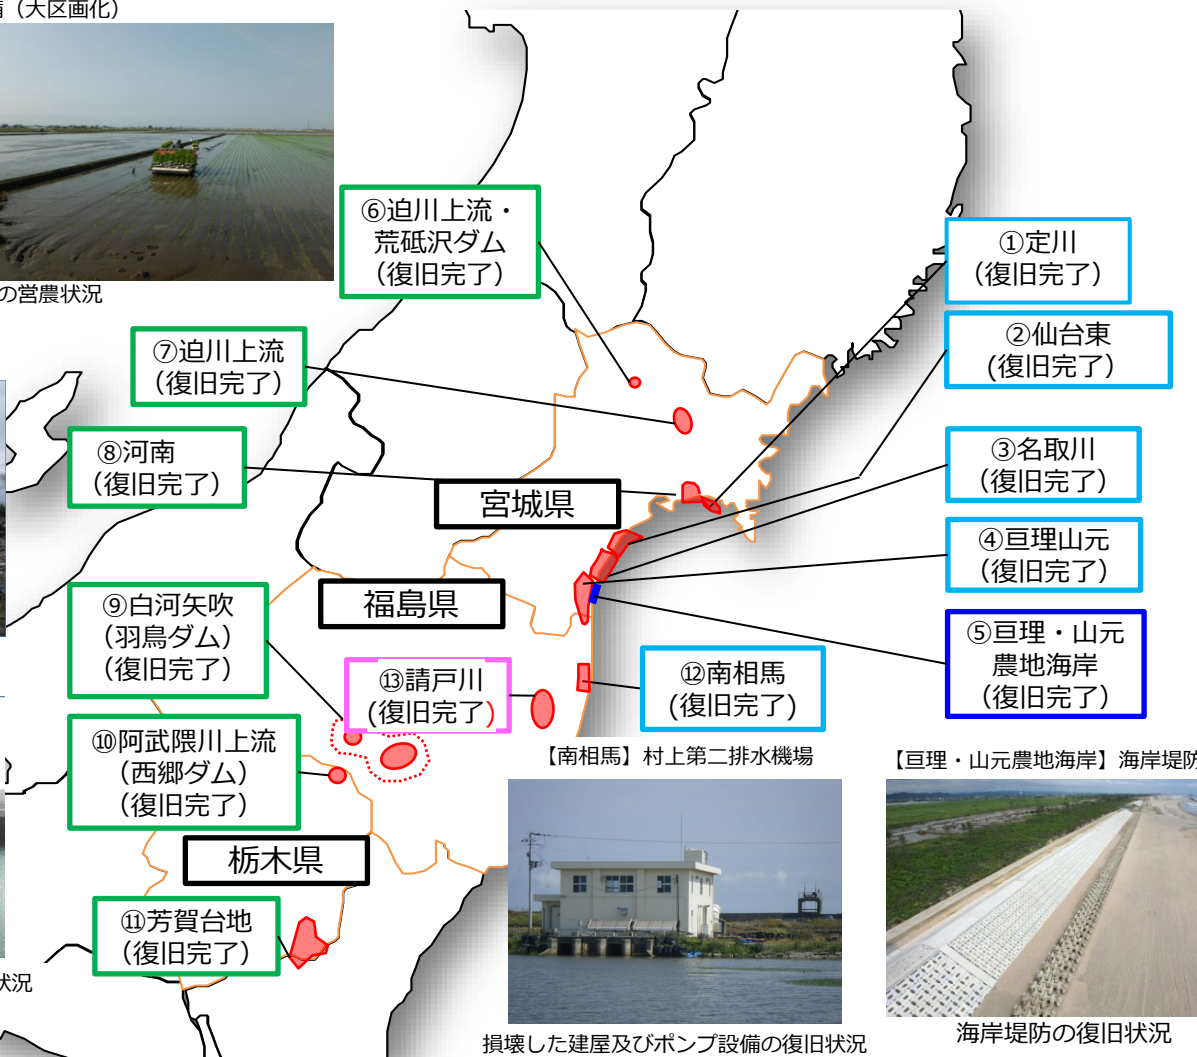 （大区画化）
の営農状況
⑥迫川上流・
荒砥沢ダム
（復旧完了）
①定川
（復旧完了）
②仙台東
(復旧完了）
⑦迫川上流
（復旧完了）
⑧河南
（復旧完了）
③名取川
（復旧完了）
宮城県
④亘理山元
（復旧完了）
福島県
⑨白河矢吹
（羽鳥ダム）
（復旧完了）
⑤亘理・山元
農地海岸
（復旧完了）
⑬請戸川
(復旧完了)
⑫南相馬
(復旧完了）
⑩阿武隈川上流
（西郷ダム）
（復旧完了）
【南相馬】村上第二排水機場
【亘理・山元農地海岸】海岸堤防
栃木県
⑪芳賀台地
（復旧完了）
状況
損壊した建屋及びポンプ設備の復旧状況
海岸堤防の復旧状況